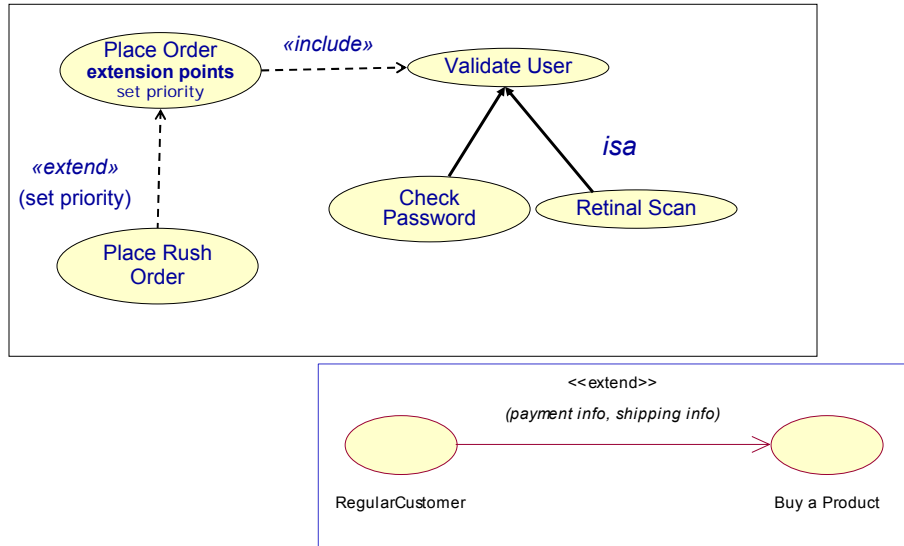 Place Order
extension points
set priority
«include»
Validate User
«extend»
(set priority)
isa
Check
Password
Retinal Scan
Place Rush
Order
<<extend>>
(payment info, shipping info)
RegularCustomer
Buy a Product